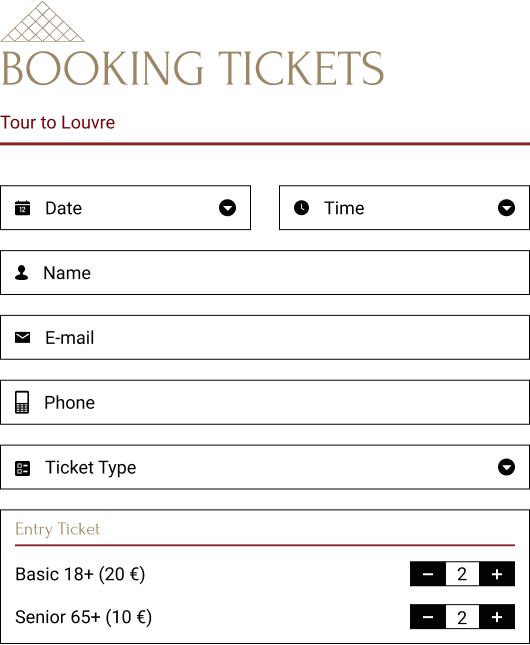 BOOKING TICKETS
Tour to Louvre
12 Date Time
Name
E-mail
Phone
Ticket Type
Entry Ticket
Basic 18+ (20 €) − 2 +
Senior 65+ (10 €) − 2 +